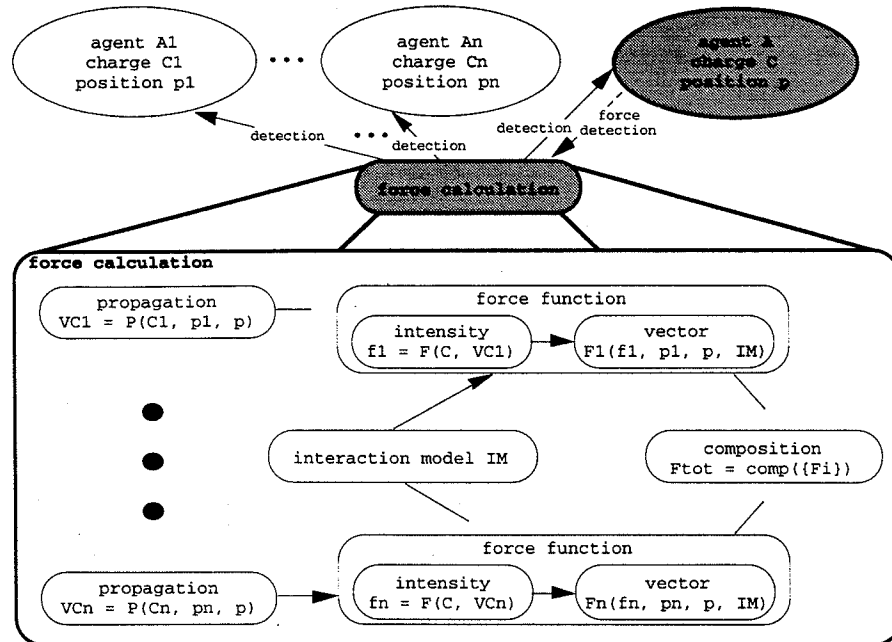 agent A1
charge C1
position p1
agent An
charge Cn
position pn
agent A
charge C
position p
detection
detection
detection
force
detection
force calculation
force calculation
propagation
VC1 = P(C1, p1, p)
force function
intensity
f1 = F(C, VC1)
vector
F1(f1, p1, p, IM)
interaction model IM
composition
Ftot = comp({Fi})
force function
propagation
VCn = P(Cn, pn, p)
intensity
fn = F(C, VCn)
vector
Fn(fn, pn, p, IM)